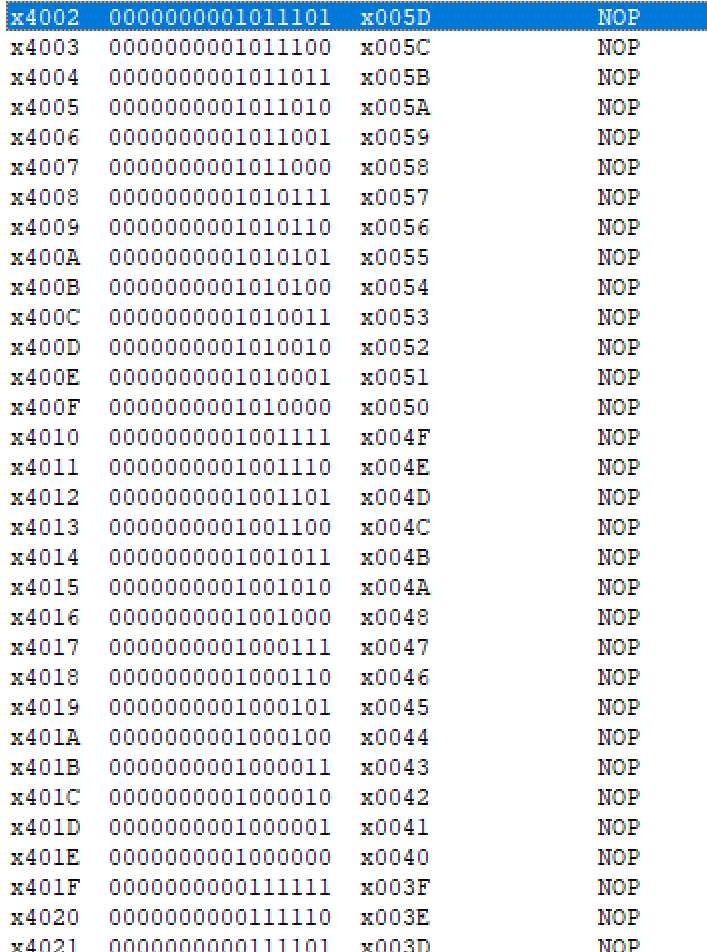 x4002 0000000001011101 x005D NOP
x4003 0000000001011100 x005C NOP
x4004 0000000001011011 x005B NOP
x4005 0000000001011010 x005A NOP
x4006 0000000001011001 x0059 NOP
x4007 0000000001011000 x0058 NOP
x4008 0000000001010111 x0057 NOP
x4009 0000000001010110 x0056 NOP
x400A 0000000001010101 x0055 NOP
x400B 0000000001010100 x0054 NOP
x400C 0000000001010011 x0053 NOP
x400D 0000000001010010 x0052 NOP
x400E 0000000001010001 x0051 NOP
x400F 0000000001010000 x0050 NOP
x4010 0000000001001111 x004F NOP
x4011 0000000001001110 x004E NOP
x4012 0000000001001101 x004D NOP
x4013 0000000001001100 x004C NOP
x4014 0000000001001011 x004B NOP
x4015 0000000001001010 x004A NOP
x4016 0000000001001000 x0048 NOP
x4017 0000000001000111 x0047 NOP
x4018 0000000001000110 x0046 NOP
x4019 0000000001000101 x0045 NOP
x401A 0000000001000100 x0044 NOP
x401B 0000000001000011 x0043 NOP
x401C 0000000001000010 x0042 NOP
x401D 0000000001000001 x0041 NOP
x401E 0000000001000000 x0040 NOP
x401F 0000000000111111 x003F NOP
x4020 0000000000111110 x003E NOP
x4021 0000000000111101 x003D NOP